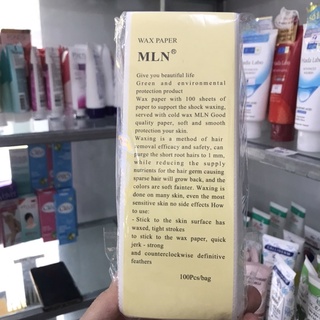 WAX PAPER
MLN®
Give you beautiful life
Green and environmental
protection product
Wax paper with 100 sheets of
paper to support the shock waxing,
served with cold wax MLN Good
quality paper, soft and smooth
protection your skin.
Waxing is a method of hair
removal efficacy and safety, can
purge the short root hairs to 1 mm,
while reducing the supply
nutrients for the hair germ causing
sparse hair will grow back, and the
colors are soft fainter. Waxing is
done on many skin, even the most
sensitive skin no side effects How
to use:
- Stick to the skin surface has
waxed, tight strokes
to stick to the wax paper, quick
jerk - strong
and counterclockwise definitive
feathers
100Pcs/bag
Hada Labo